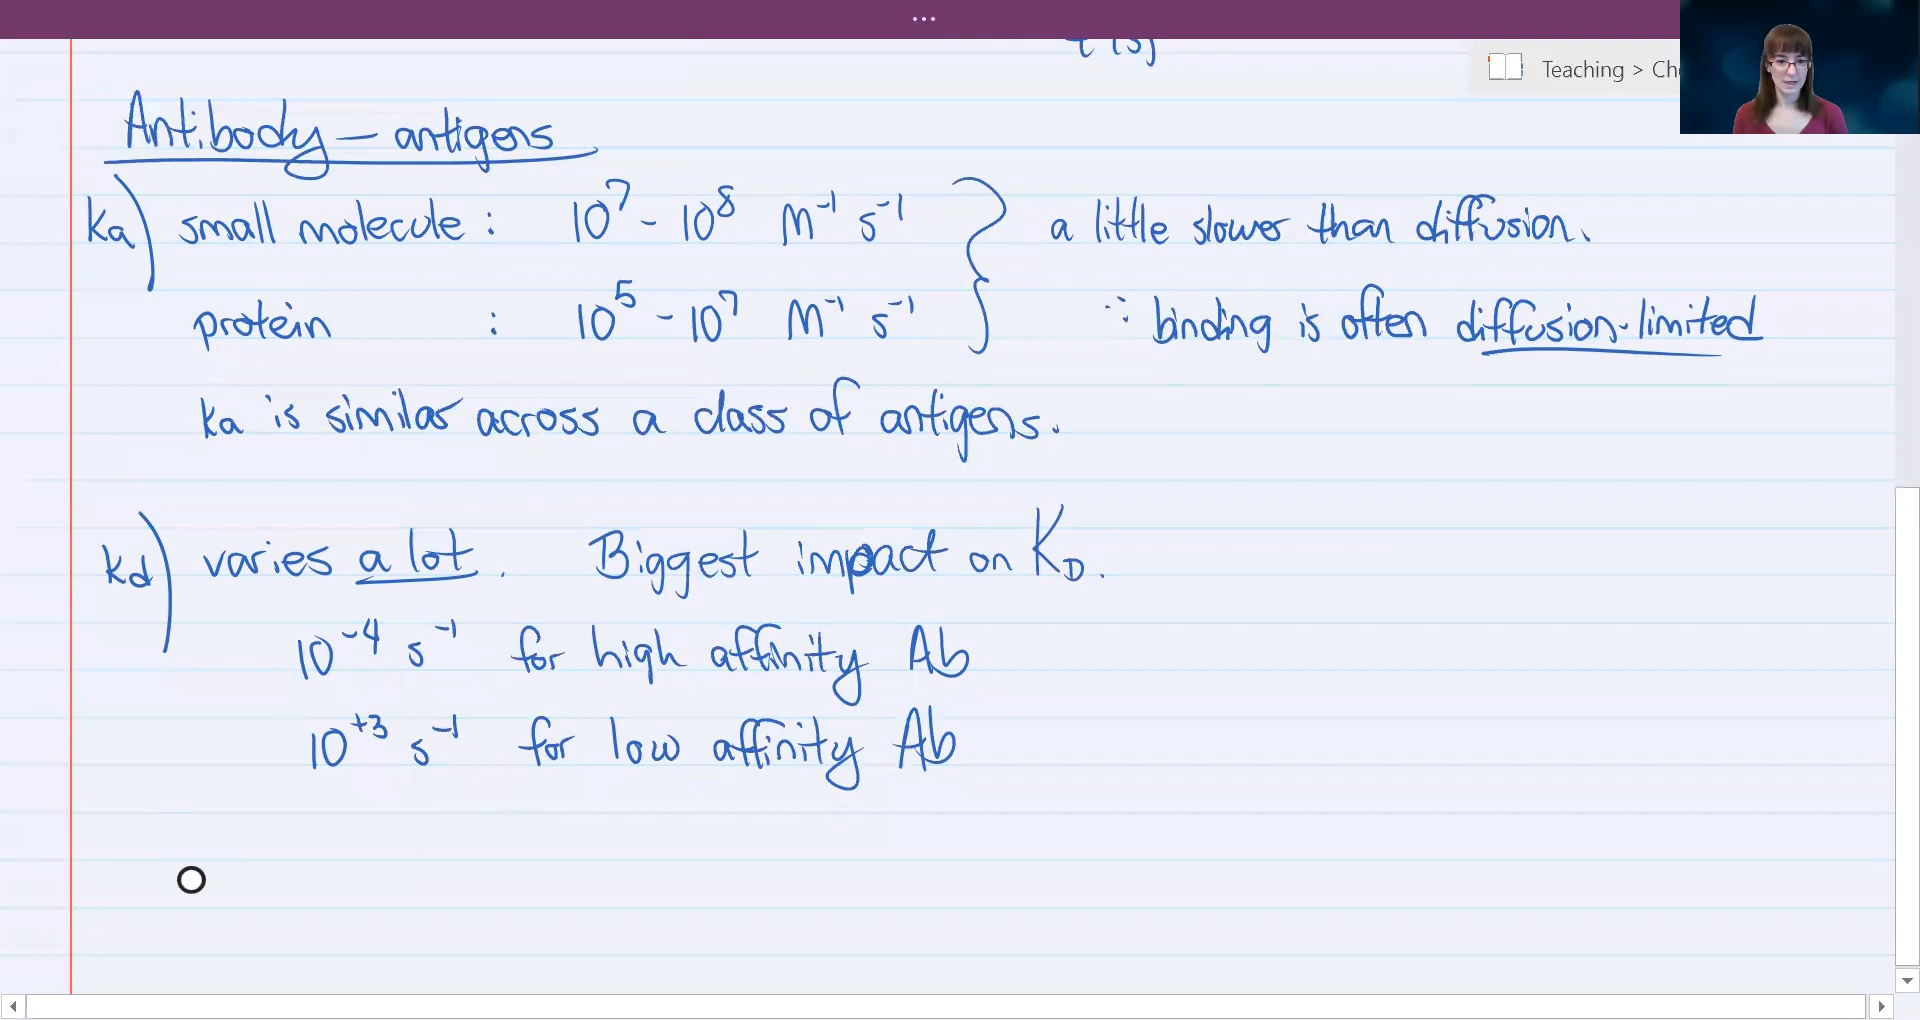 ...
t (s)
Teaching > Ch
Antibody – antigens
ka) small molecule : 10⁷ - 10⁸ M⁻¹ s⁻¹ } a little slower than diffusion.
protein : 10⁵ - 10⁷ M⁻¹ s⁻¹ ∵ binding is often diffusion-limited
ka is similar across a class of antigens.
kd) varies a lot. Biggest impact on K_D.
10⁻⁴ s⁻¹ for high affinity Ab
10⁺³ s⁻¹ for low affinity Ab